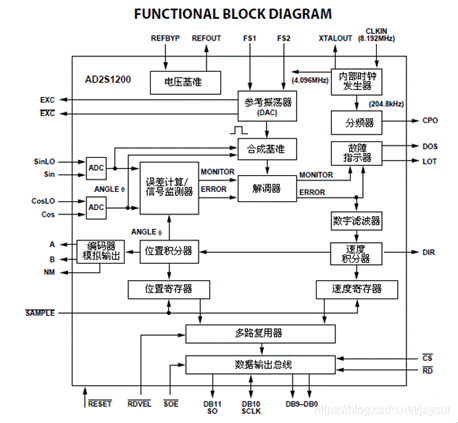 FUNCTIONAL BLOCK DIAGRAM
REFBYP REFOUT FS1 FS2 XTALOUT CLKIN
(8.192MHz)
AD2S1200
电压基准
(4.096MHz)
内部时钟
发生器
EXC
EXC
参考振荡器
(DAC)
(204.8kHz)
分频器
CPO
合成基准
故障
指示器
DOS
LOT
SinLO
Sin
ADC
ANGLE θ
误差计算/
信号监测器
MONITOR
ERROR
解调器
MONITOR
ERROR
CosLO
Cos
ADC
数字滤波器
ANGLE ϕ
A
B
NM
编码器
模拟输出
位置积分器
速度
积分器
DIR
位置寄存器
速度寄存器
SAMPLE
多路复用器
数据输出总线
CS
RD
RESET RDVEL SOE DB11
SO
DB10
SCLK
DB9–DB0
https://blog.csdn.net/jaysur